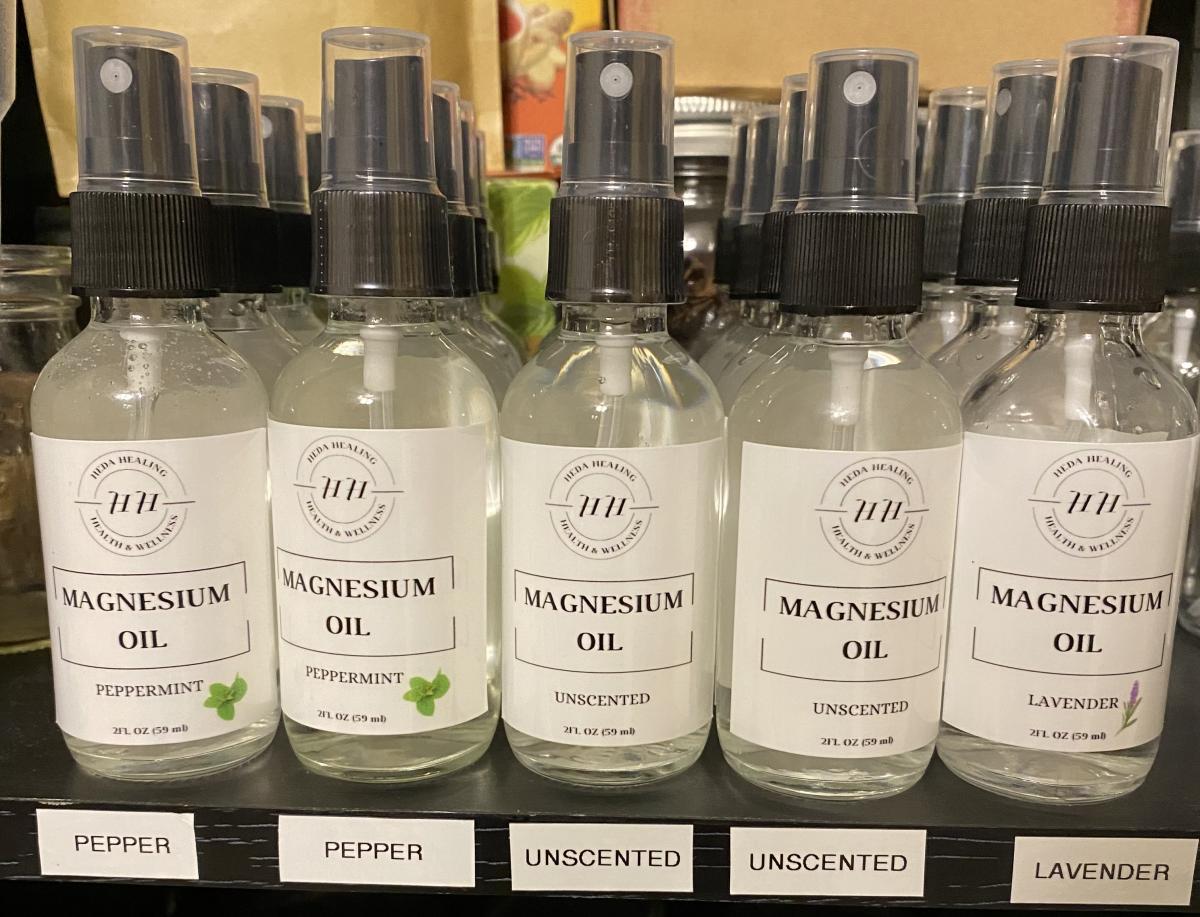 HEDA HEALING
HH
HEALTH & WELLNESS
MAGNESIUM
OIL
PEPPERMINT
2FL OZ (59 ml)
HEDA HEALING
HH
HEALTH & WELLNESS
MAGNESIUM
OIL
PEPPERMINT
2FL OZ (59 ml)
HEDA HEALING
HH
HEALTH & WELLNESS
MAGNESIUM
OIL
UNSCENTED
2FL OZ (59 ml)
HEDA HEALING
HH
HEALTH & WELLNESS
MAGNESIUM
OIL
UNSCENTED
2FL OZ (59 ml)
HEDA HEALING
HH
HEALTH & WELLNESS
MAGNESIUM
OIL
LAVENDER
2FL OZ (59 ml)
PEPPER
PEPPER
UNSCENTED
UNSCENTED
LAVENDER